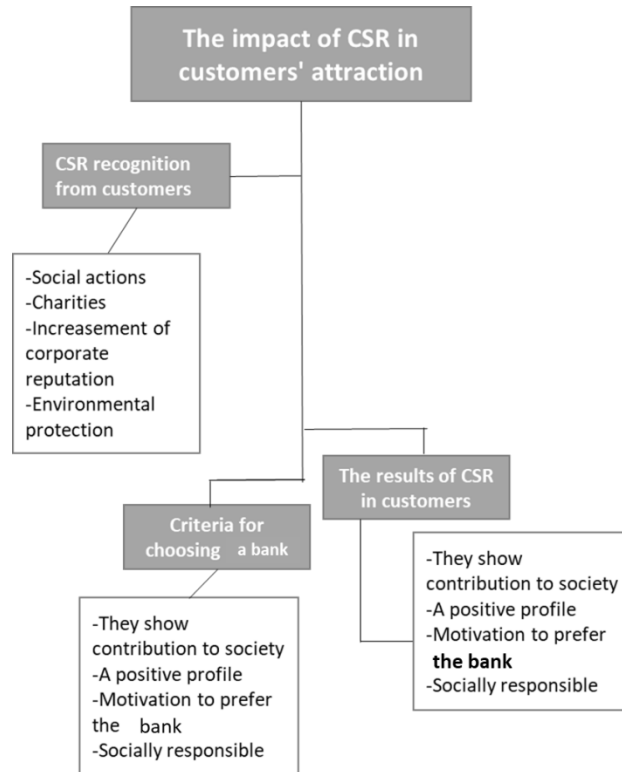 The impact of CSR in
customers' attraction
CSR recognition
from customers
-Social actions
-Charities
-Increasement of
corporate
reputation
-Environmental
protection
The results of CSR
in customers
Criteria for
choosing a bank
-They show
contribution to society
-A positive profile
-Motivation to prefer
the bank
-Socially responsible
-They show
contribution to society
-A positive profile
-Motivation to prefer
the bank
-Socially responsible